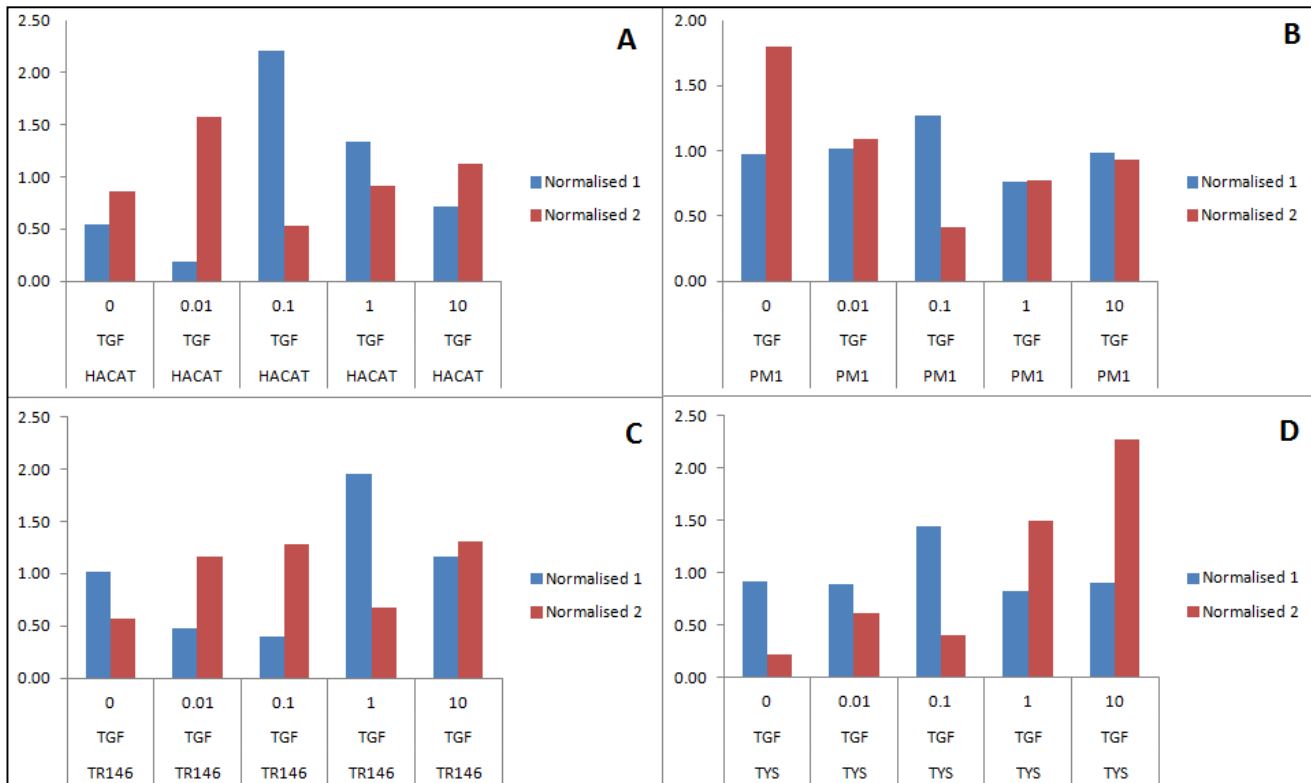 A
2.50
2.00
1.50
1.00
0.50
0.00
0 0.01 0.1 1 10
TGF TGF TGF TGF TGF
HACAT HACAT HACAT HACAT HACAT
Normalised 1
Normalised 2
B
2.00
1.50
1.00
0.50
0.00
0 0.01 0.1 1 10
TGF TGF TGF TGF TGF
PM1 PM1 PM1 PM1 PM1
Normalised 1
Normalised 2
C
2.50
2.00
1.50
1.00
0.50
0.00
0 0.01 0.1 1 10
TGF TGF TGF TGF TGF
TR146 TR146 TR146 TR146 TR146
Normalised 1
Normalised 2
D
2.50
2.00
1.50
1.00
0.50
0.00
0 0.01 0.1 1 10
TGF TGF TGF TGF TGF
TYS TYS TYS TYS TYS
Normalised 1
Normalised 2